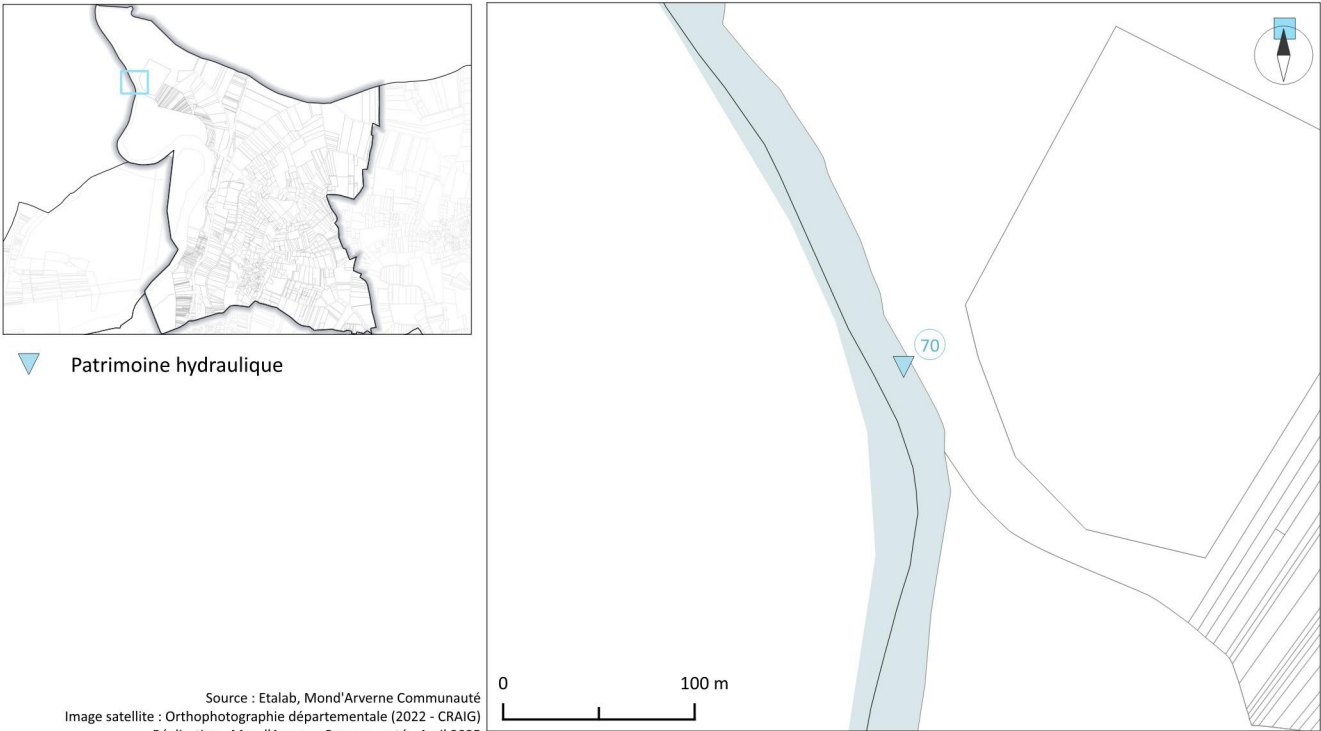 Patrimoine hydraulique
70
0 100 m
Source : Etalab, Mond'Arverne Communauté
Image satellite : Orthophotographie départementale (2022 - CRAIG)